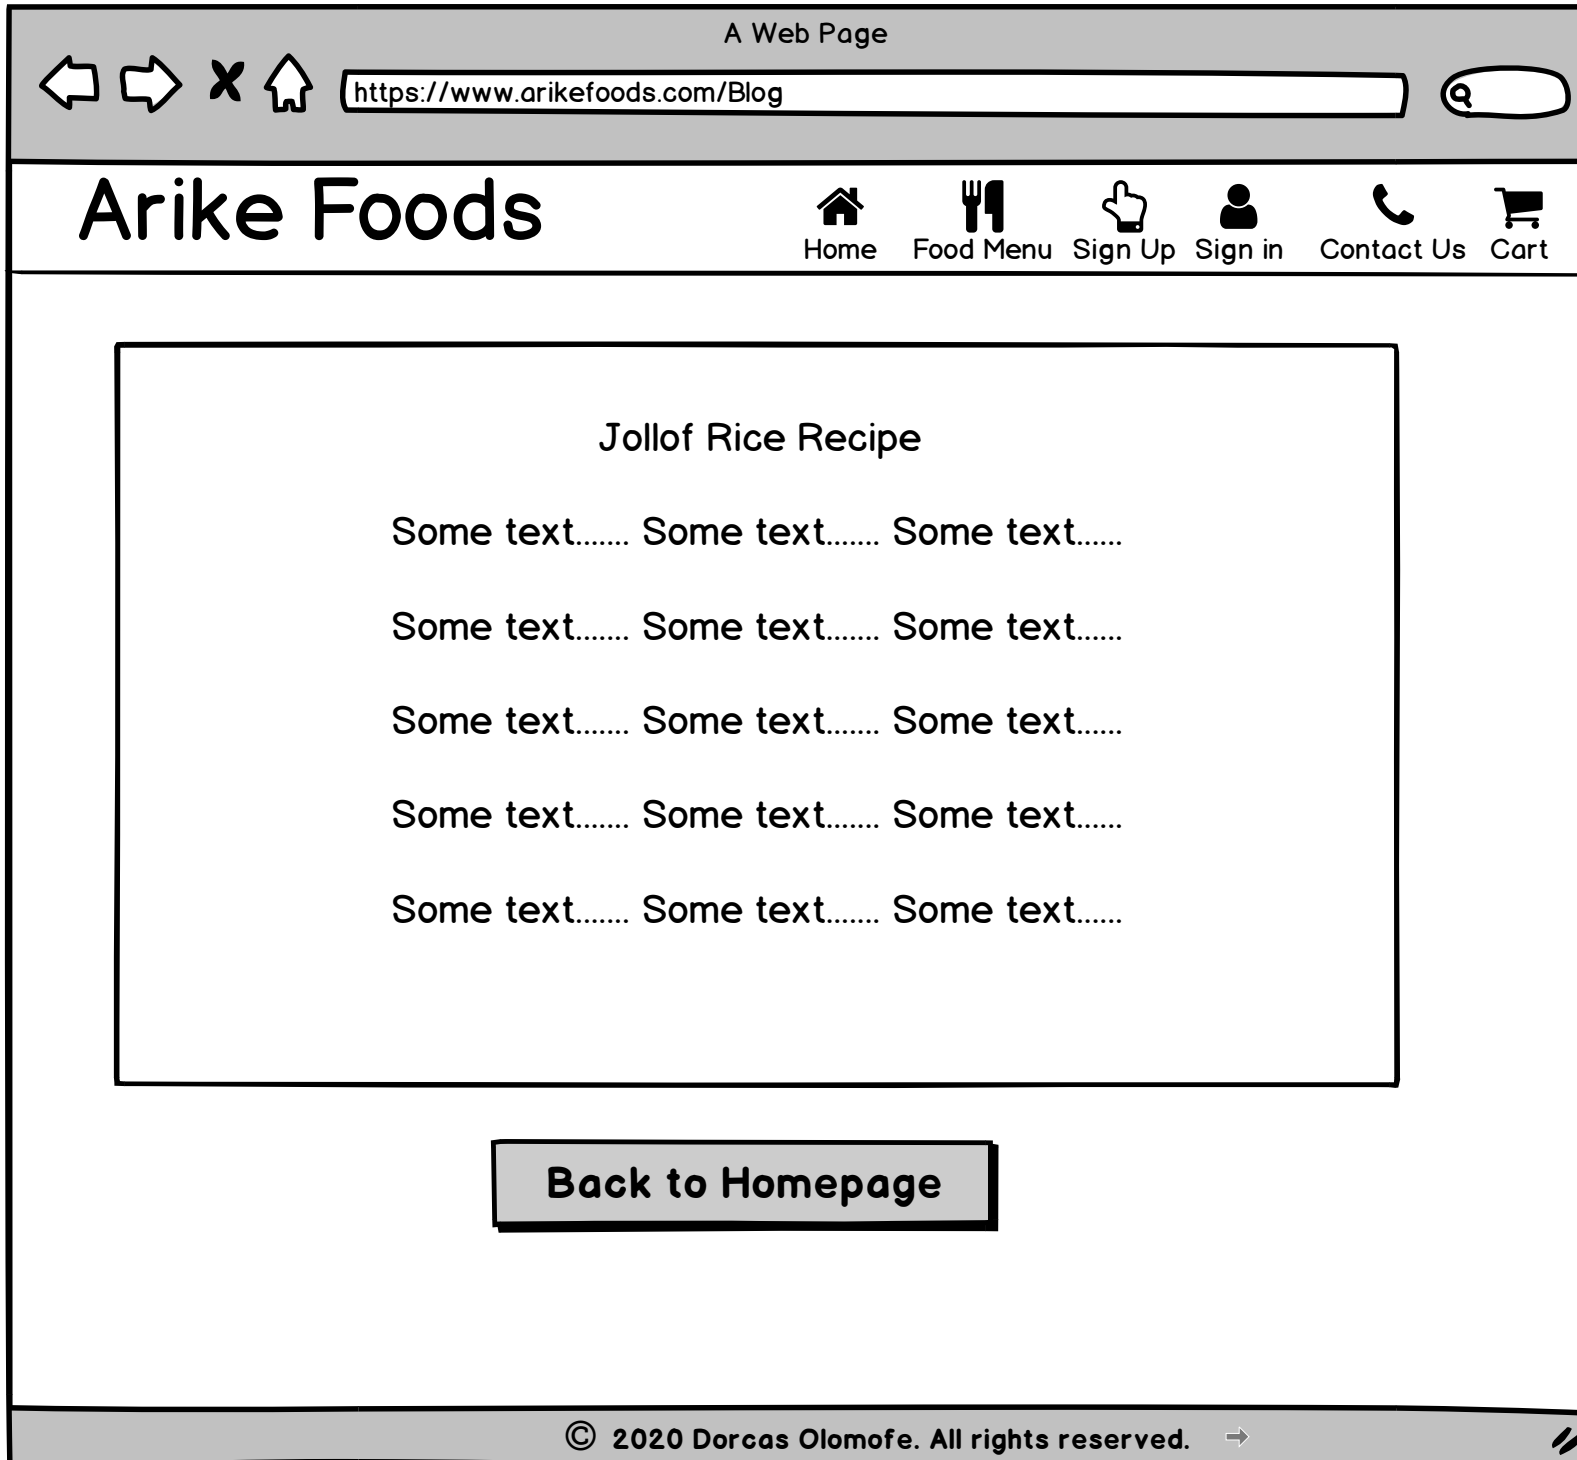 A Web Page
https://www.arikefoods.com/Blog
Arike Foods
Home Food Menu Sign Up Sign in Contact Us Cart
Jollof Rice Recipe
Some text....... Some text....... Some text......
Some text....... Some text....... Some text......
Some text....... Some text....... Some text......
Some text....... Some text....... Some text......
Some text....... Some text....... Some text......
Back to Homepage
© 2020 Dorcas Olomofe. All rights reserved.